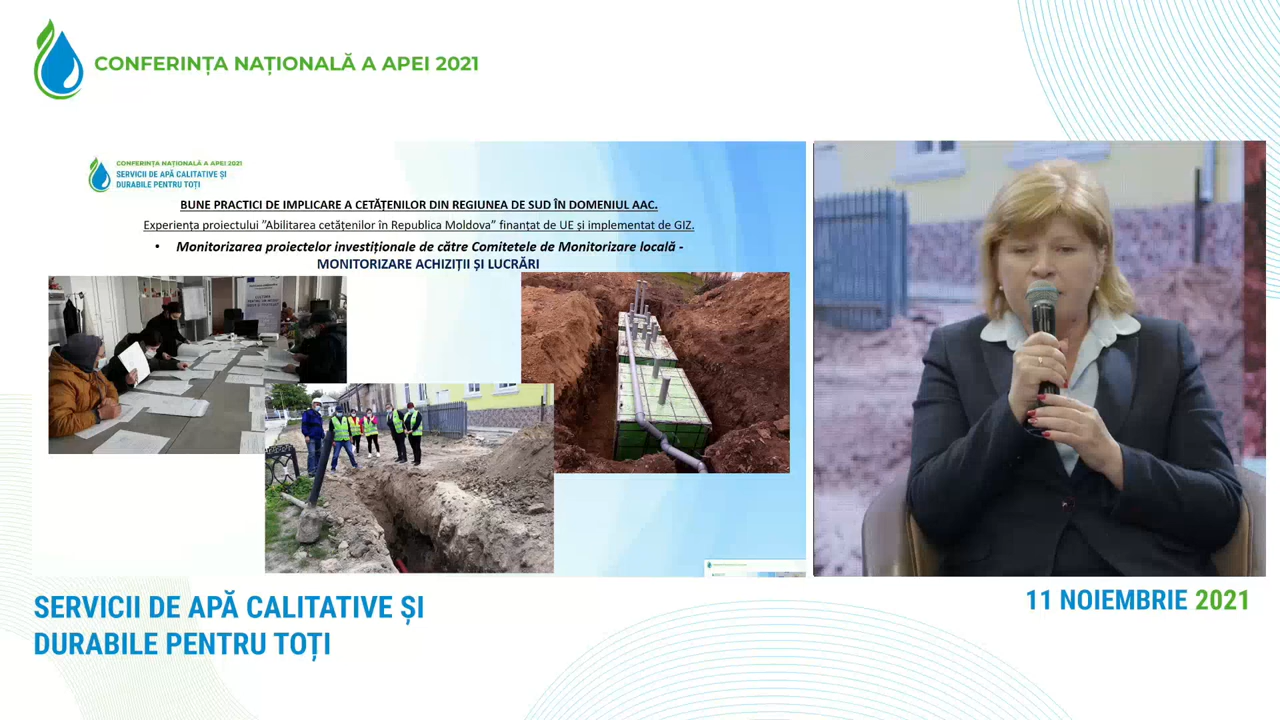 CONFERINȚA NAȚIONALĂ A APEI 2021
CONFERINȚA NAȚIONALĂ A APEI 2021
SERVICII DE APĂ CALITATIVE ȘI
DURABILE PENTRU TOȚI
BUNE PRACTICI DE IMPLICARE A CETĂȚENILOR DIN REGIUNEA DE SUD ÎN DOMENIUL AAC.
Experiența proiectului ”Abilitarea cetățenilor în Republica Moldova” finanțat de UE și implementat de GIZ.
• Monitorizarea proiectelor investiționale de către Comitetele de Monitorizare locală -
MONITORIZARE ACHIZIȚII ȘI LUCRĂRI
SERVICII DE APĂ CALITATIVE ȘI
DURABILE PENTRU TOȚI
11 NOIEMBRIE 2021